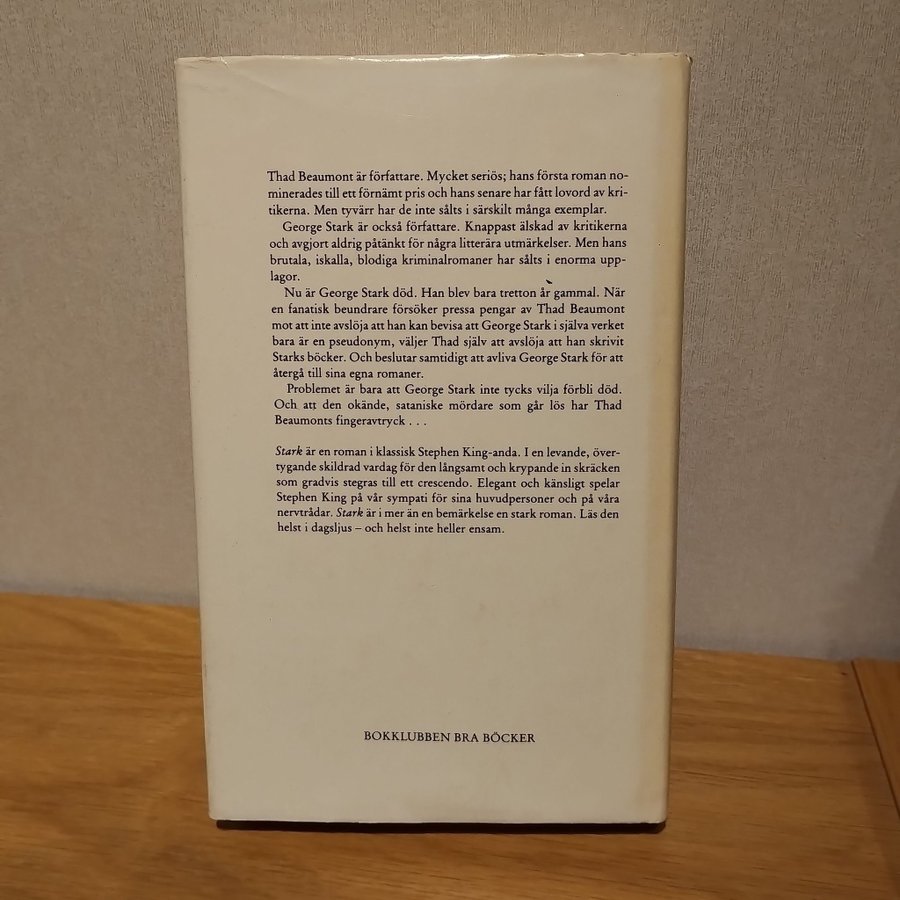 Thad Beaumont är författare. Mycket seriös; hans första roman no-
minerades till ett förnämt pris och hans senare har fått lovord av kri-
tikerna. Men tyvärr har de inte sålts i särskilt många exemplar.
George Stark är också författare. Knappast älskad av kritikerna
och avgjort aldrig påtänkt för några litterära utmärkelser. Men hans
brutala, iskalla, blodiga kriminalromaner har sålts i enorma upp-
lagor.
Nu är George Stark död. Han blev bara tretton år gammal. När
en fanatisk beundrare försöker pressa pengar av Thad Beaumont
mot att inte avslöja att han kan bevisa att George Stark i själva verket
bara är en pseudonym, väljer Thad själv att avslöja att han skrivit
Starks böcker. Och beslutar samtidigt att avliva George Stark för att
återgå till sina egna romaner.
Problemet är bara att George Stark inte tycks vilja förbli död.
Och att den okände, sataniske mördare som går lös har Thad
Beaumonts fingeravtryck . . .
Stark är en roman i klassisk Stephen King-anda. I en levande, över-
tygande skildrad vardag för den långsamt och krypande in skräcken
som gradvis stegras till ett crescendo. Elegant och känsligt spelar
Stephen King på vår sympati för sina huvudpersoner och på våra
nervtrådar. Stark är i mer än en bemärkelse en stark roman. Läs den
helst i dagsljus – och helst inte heller ensam.
BOKKLUBBEN BRA BÖCKER